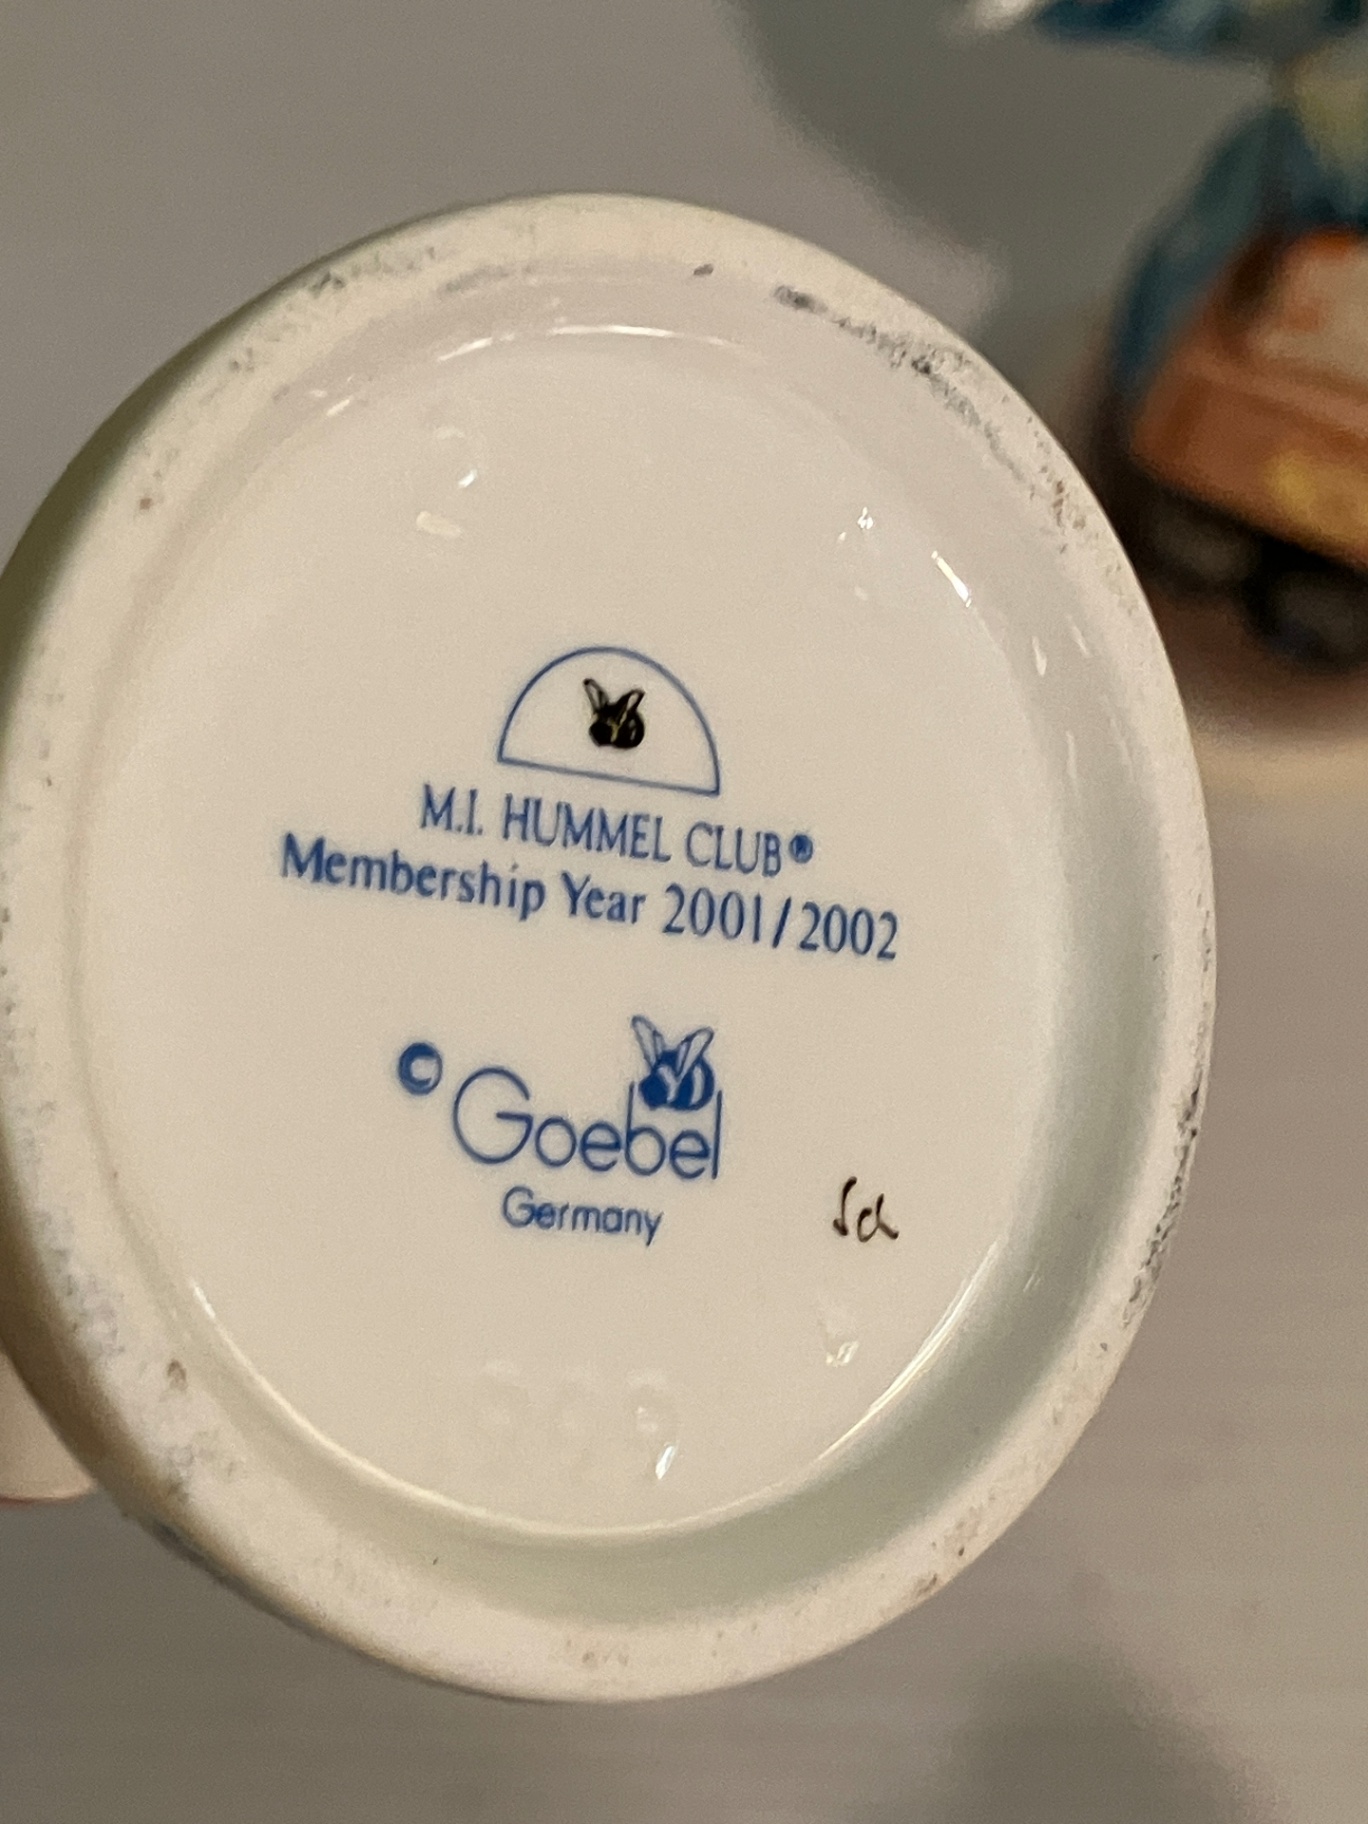 M.I. HUMMEL CLUB®
Membership Year 2001/2002
© Goebel
Germany